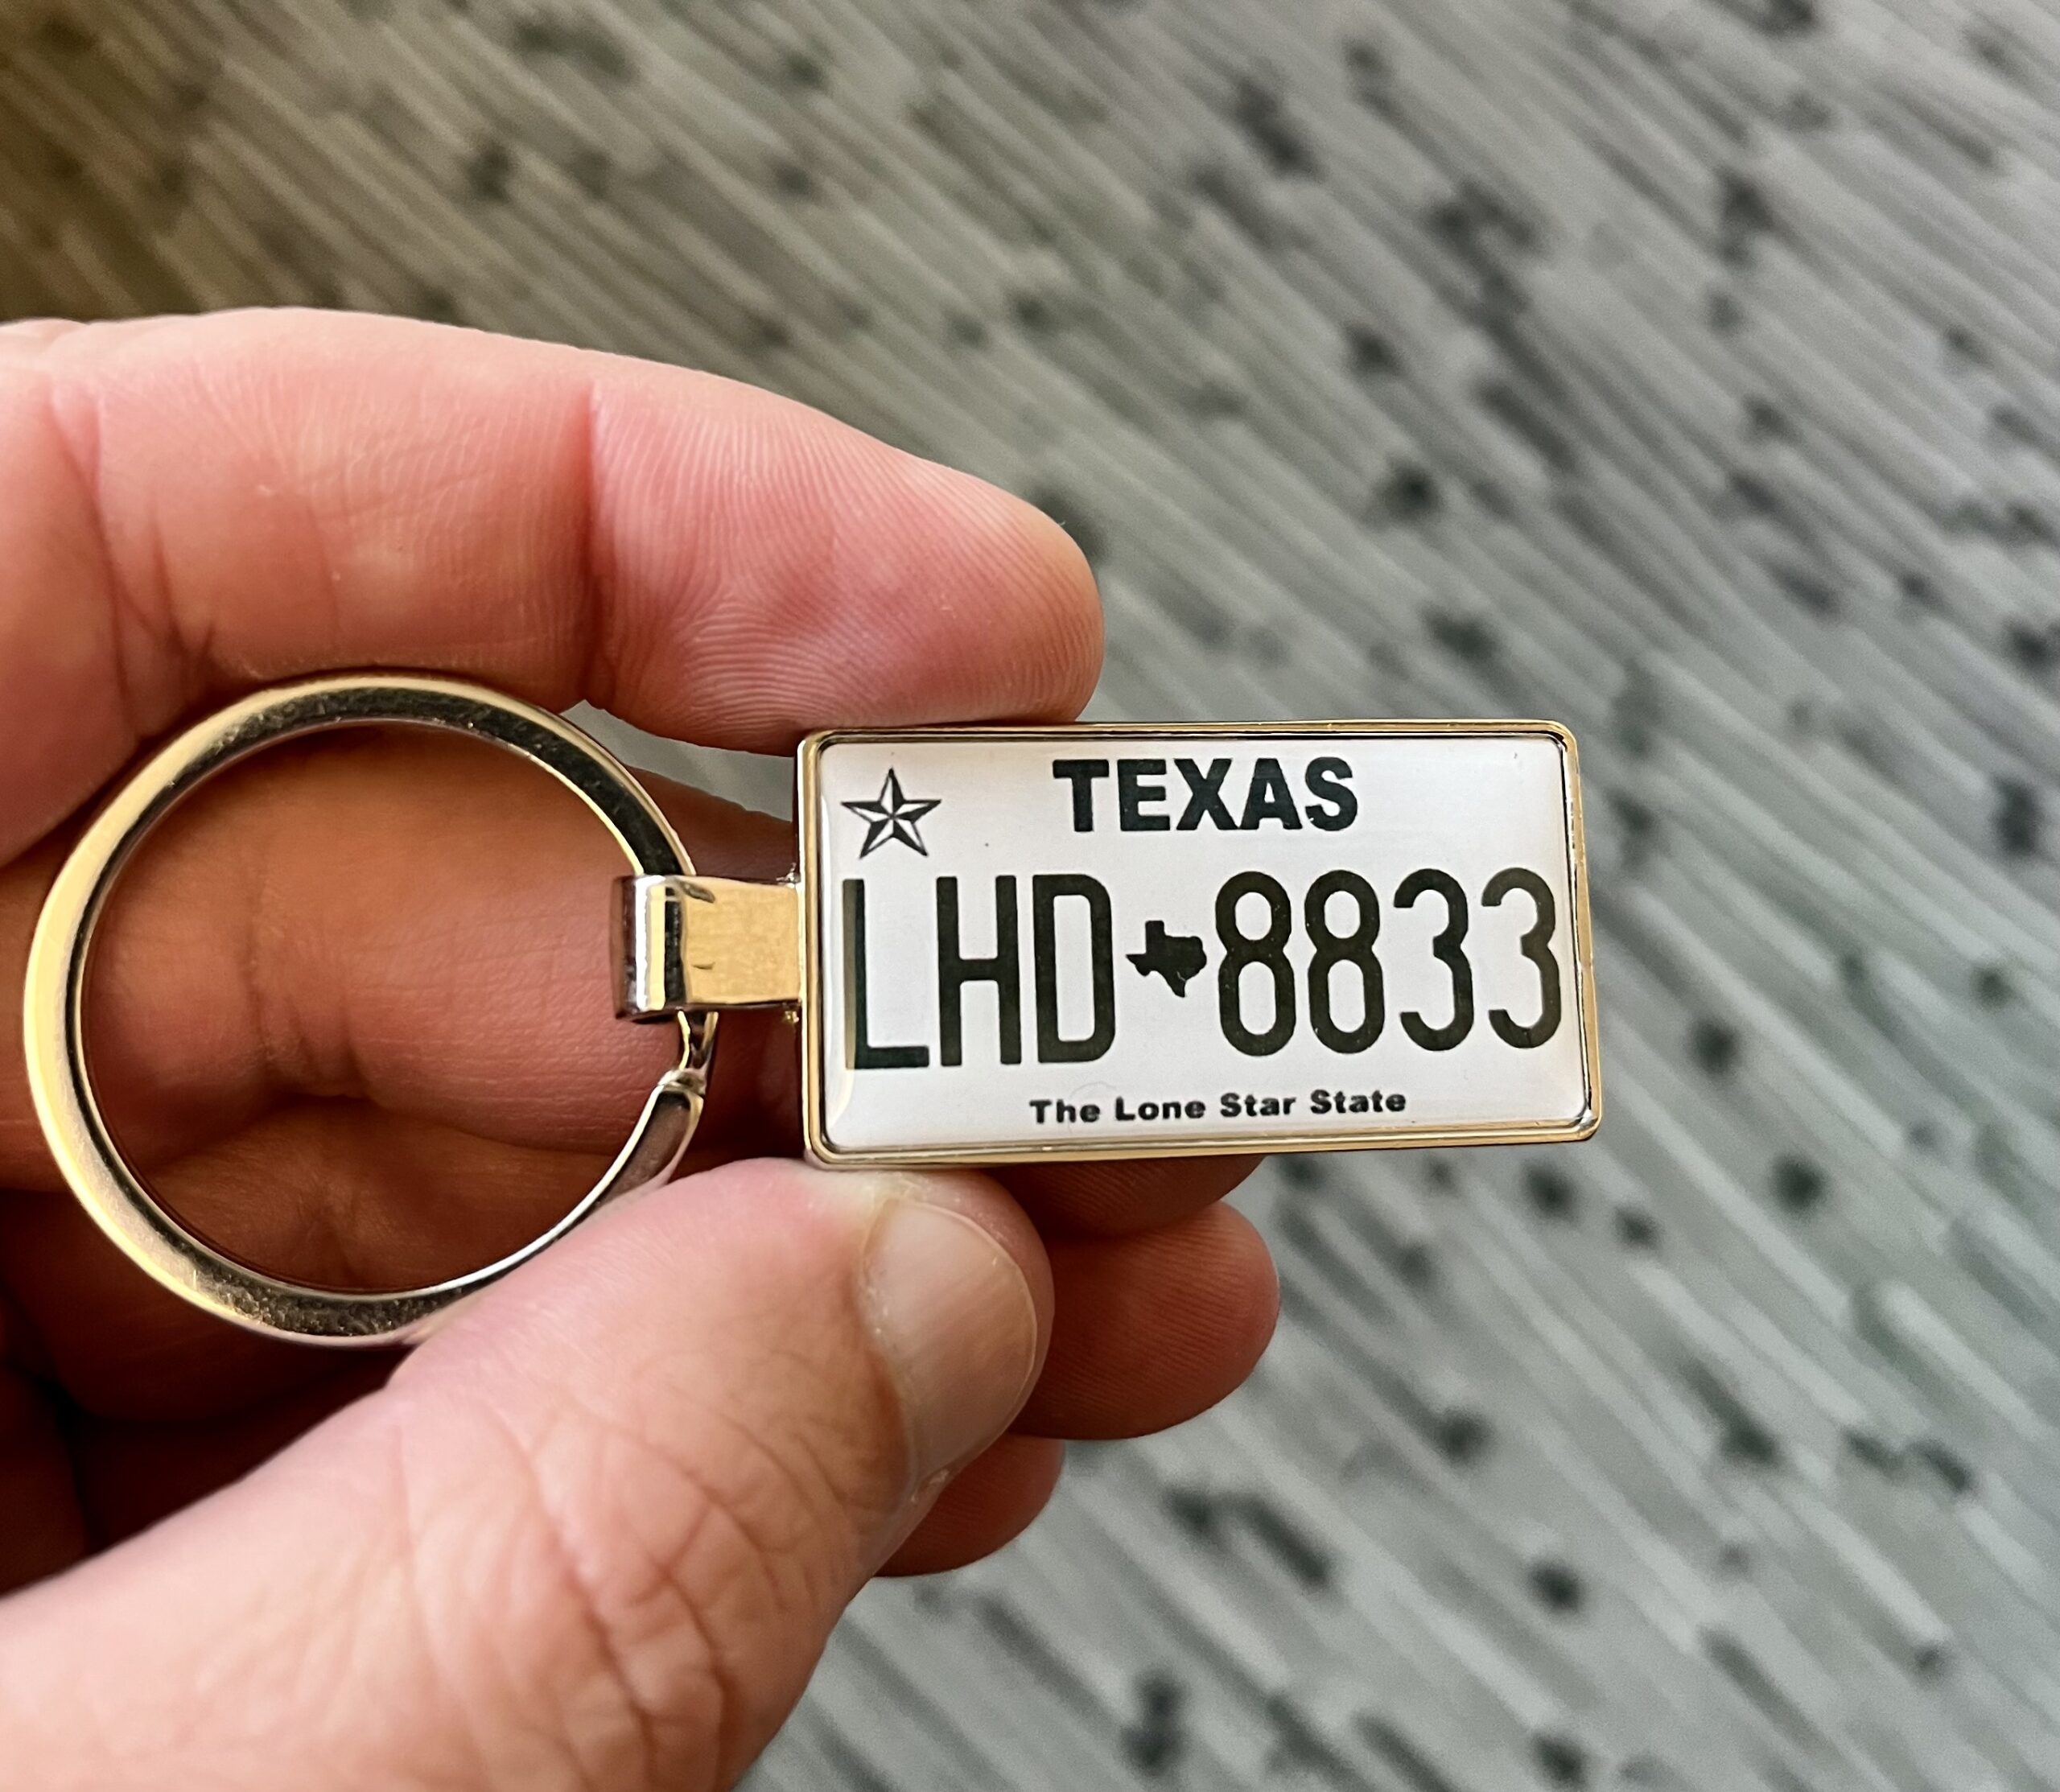 TEXAS
LHD 8833
The Lone Star State